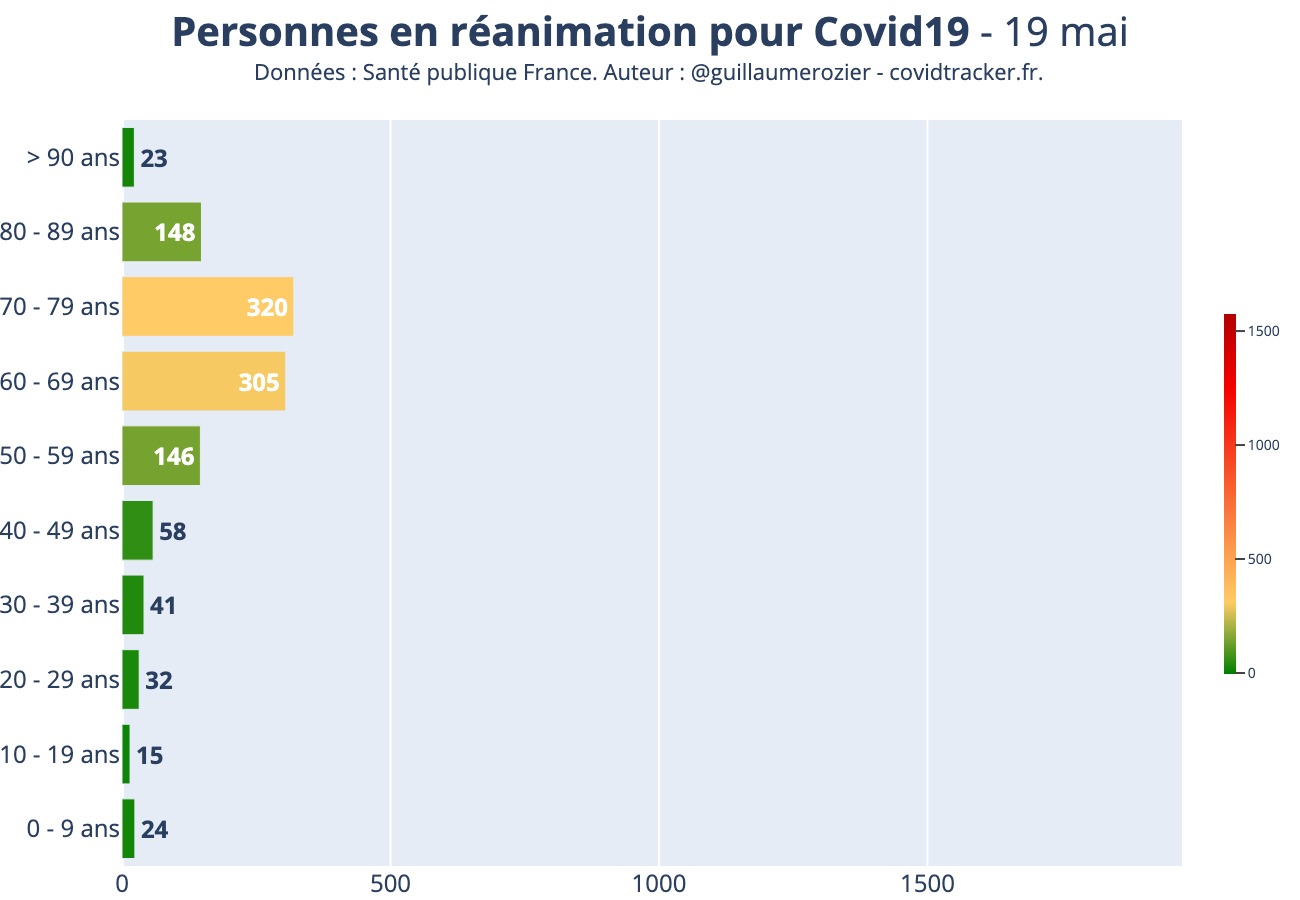 Personnes en réanimation pour Covid19 - 19 mai
Données : Santé publique France. Auteur : @guillaumerozier - covidtracker.fr.
> 90 ans 23
80 - 89 ans 148
70 - 79 ans 320
60 - 69 ans 305
50 - 59 ans 146
40 - 49 ans 58
30 - 39 ans 41
20 - 29 ans 32
10 - 19 ans 15
0 - 9 ans 24
0 500 1000 1500
1500
1000
500
0